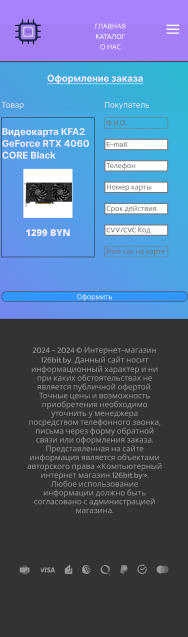 ГЛАВНАЯ
КАТАЛОГ
О НАС
Оформление заказа
Товар
Покупатель
Видеокарта KFA2
GeForce RTX 4060
CORE Black
1299 BYN
Ф.И.О.
E-mail
Телефон
Номер карты
Срок действия
CVV/CVC Код
Имя как на карте
Оформить
2024 - 2024 © Интернет-магазин
126bit.by. Данный сайт носит
информационный характер и ни
при каких обстоятельствах не
является публичной офертой.
Точные цены и возможность
приобретения необходимо
уточнить у менеджера
посредством телефонного звонка,
письма через форму обратной
связи или оформления заказа.
Представленная на сайте
информация является объектами
авторского права «Компьютерный
интернет магазин 126bit.by».
Любое использование
информации должно быть
согласовано с администрацией
магазина.
VISA